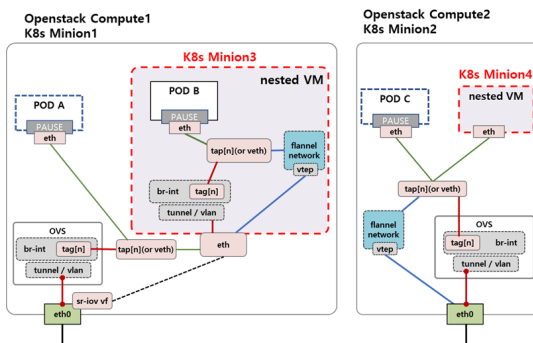 Openstack Compute1
K8s Minion1
K8s Minion3
nested VM
POD A
PAUSE
eth
POD B
PAUSE
eth
tap[n](or veth)
flannel
network
vtep
br-int
tag[n]
tunnel / vlan
OVS
br-int
tag[n]
tunnel / vlan
tap[n](or veth)
eth
sr-iov vf
eth0
Openstack Compute2
K8s Minion2
K8s Minion4
nested VM
POD C
PAUSE
eth
eth
tap[n](or veth)
flannel
network
vtep
OVS
tag[n]
br-int
tunnel / vlan
eth0